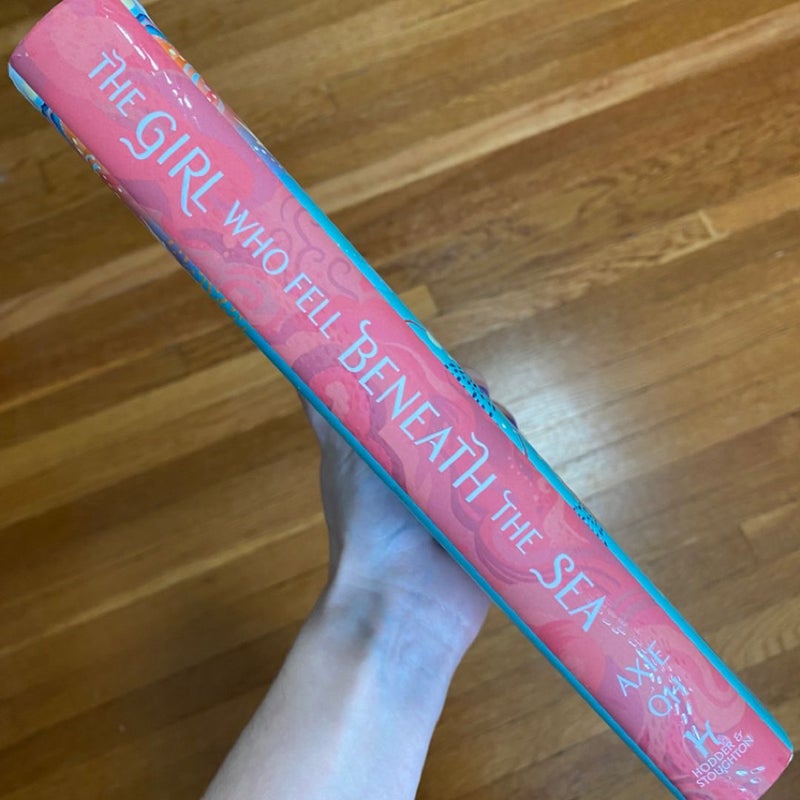 THE GIRL WHO FELL BENEATH THE SEA
AXIE
OH
HODDER &
STOUGHTON